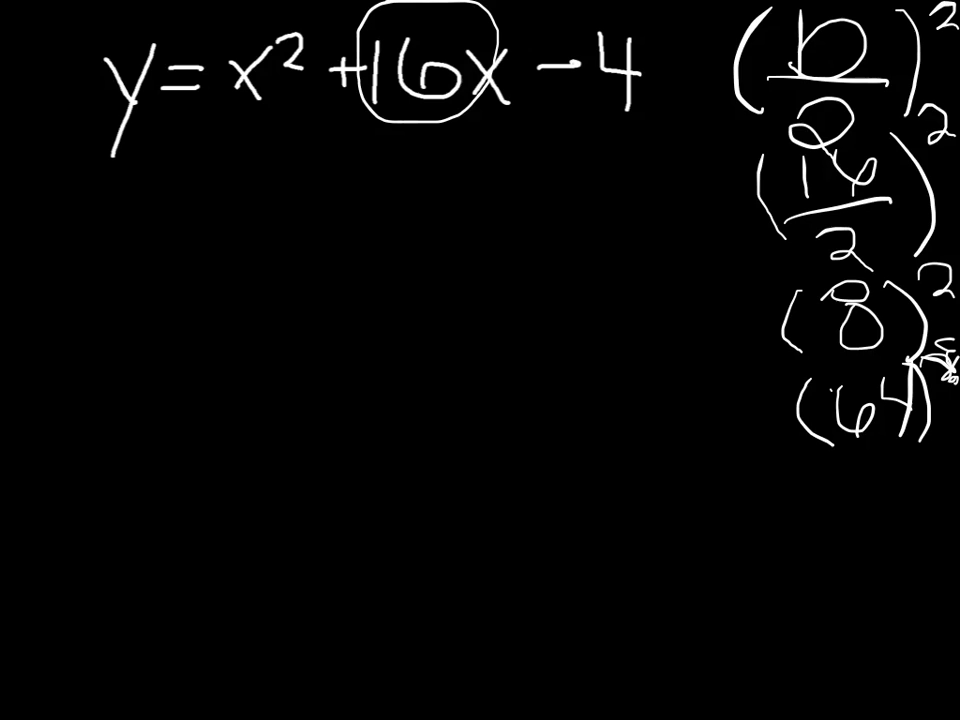 y = x² + 16x - 4
(b/2)²
(16/2)²
(8)²
(64)